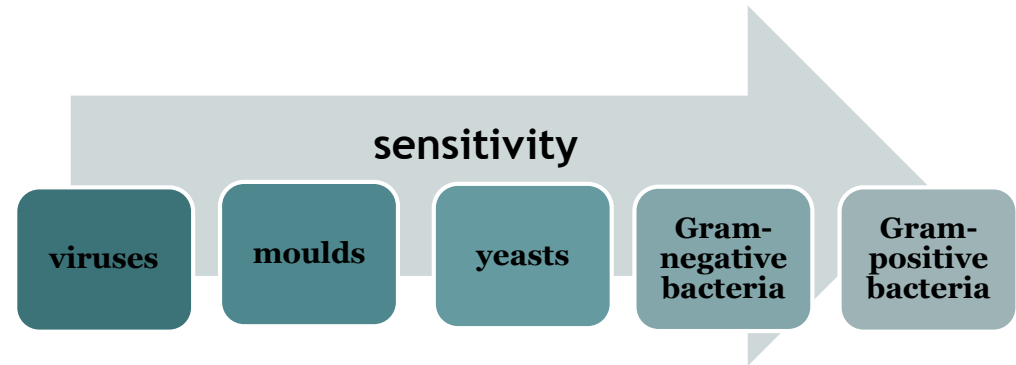 sensitivity
viruses
moulds
yeasts
Gram-
negative
bacteria
Gram-
positive
bacteria